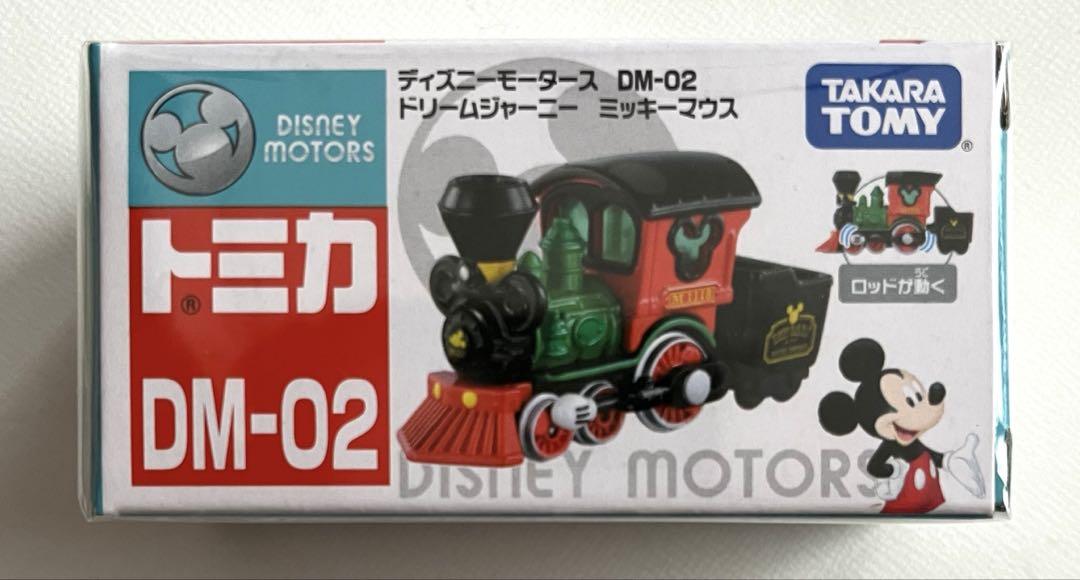 DISNEY
MOTORS
ディズニーモータース DM-02
ドリームジャーニー ミッキーマウス
TAKARA
TOMY
®
トミカ
®
DM-02
ロッドが動く
うご
DISNEY MOTORS